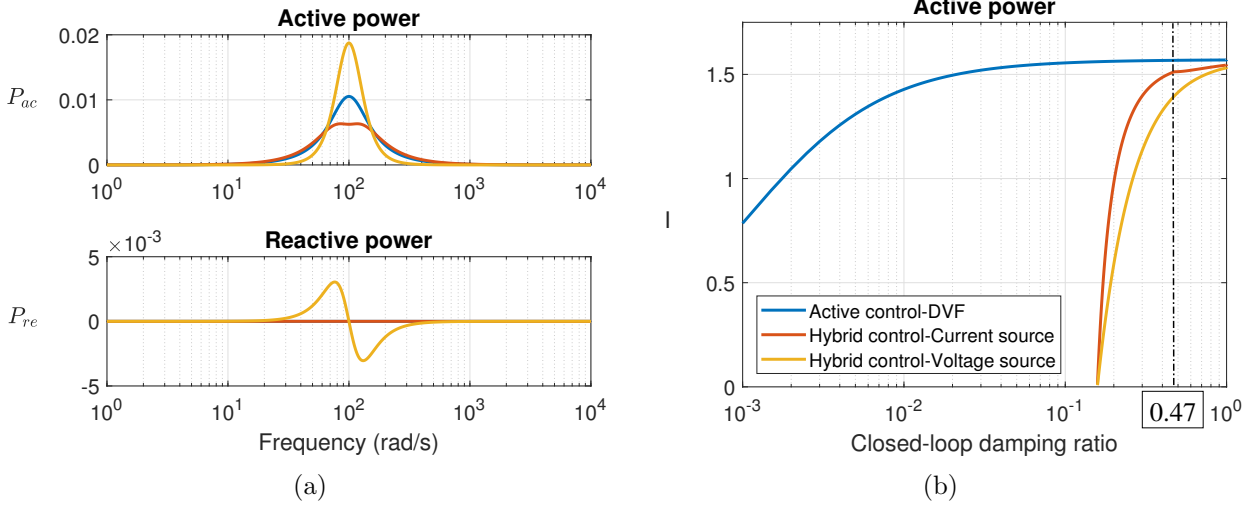 Active power
P_ac
0.02
0.01
0
10^0
10^1
10^2
10^3
10^4
Reactive power
×10^-3
P_re
5
0
-5
10^0
10^1
10^2
10^3
10^4
Frequency (rad/s)
(a)
Active power
I
1.5
1
0.5
0
Active control-DVF
Hybrid control-Current source
Hybrid control-Voltage source
10^-3
10^-2
10^-1
10^0
0.47
Closed-loop damping ratio
(b)